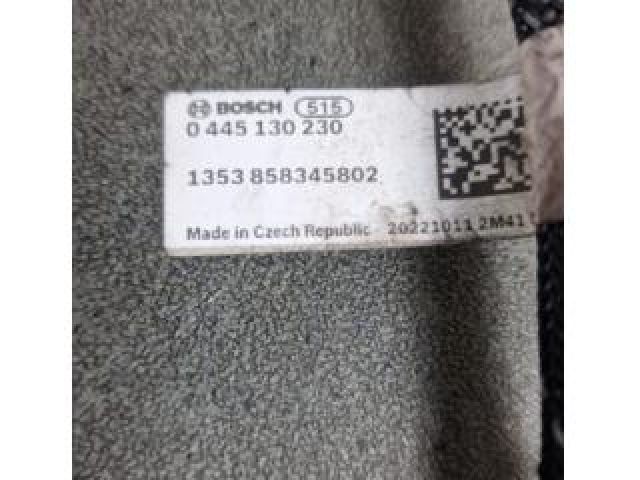 BOSCH 515
0 445 130 230
1353 858345802
Made in Czech Republic 20221011 2M41